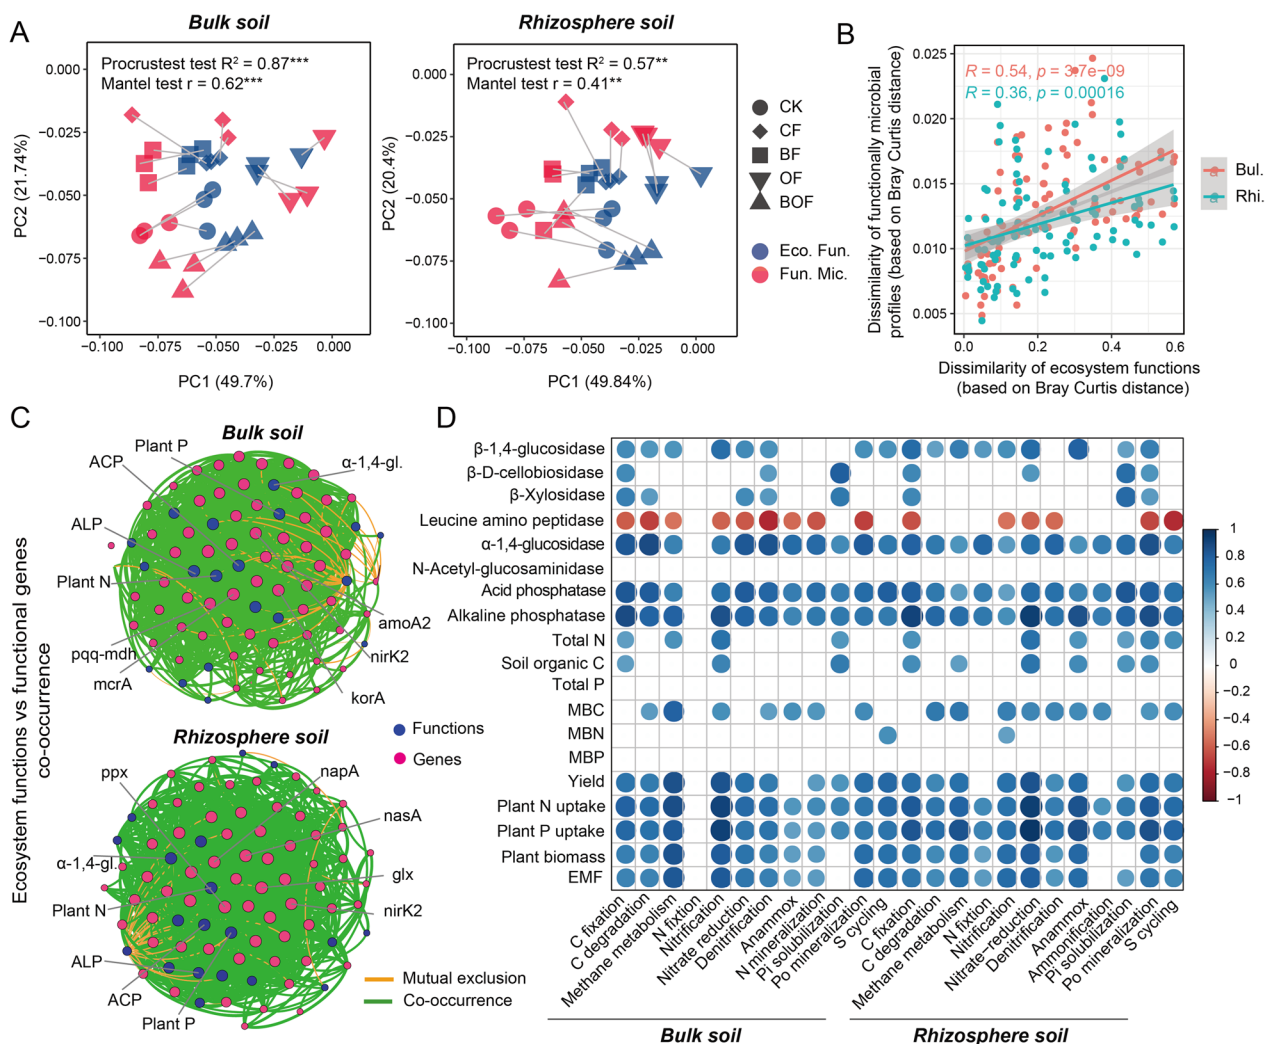 A
Bulk soil
Procrustest test R² = 0.87***
Mantel test r = 0.62***
0.000
−0.025
−0.050
−0.075
−0.100
PC2 (21.74%)
−0.100 −0.075 −0.050 −0.025 0.000
PC1 (49.7%)
Rhizosphere soil
Procrustest test R² = 0.57**
Mantel test r = 0.41**
0.000
−0.025
−0.050
−0.075
−0.100
PC2 (20.4%)
−0.100 −0.075 −0.050 −0.025 0.000
PC1 (49.84%)
CK
CF
BF
OF
BOF
Eco. Fun.
Fun. Mic.
B
Dissimilarity of functionally microbial
profiles (based on Bray Curtis distance)
0.025
0.020
0.015
0.010
0.005
R = 0.54, p = 3.7e−09
R = 0.36, p = 0.00016
0.0 0.2 0.4 0.6
Dissimilarity of ecosystem functions
(based on Bray Curtis distance)
Bul.
Rhi.
C
Ecosystem functions vs functional genes
co-occurrence
Bulk soil
Plant P
ACP
α-1,4-gl.
ALP
Plant N
amoA2
pqq-mdh
nirK2
mcrA
korA
Functions
Genes
Rhizosphere soil
ppx
napA
nasA
α-1,4-gl.
glx
Plant N
nirK2
ALP
ACP
Plant P
Mutual exclusion
Co-occurrence
D
β-1,4-glucosidase
β-D-cellobiosidase
β-Xylosidase
Leucine amino peptidase
α-1,4-glucosidase
N-Acetyl-glucosaminidase
Acid phosphatase
Alkaline phosphatase
Total N
Soil organic C
Total P
MBC
MBN
MBP
Yield
Plant N uptake
Plant P uptake
Plant biomass
EMF
C fixation
C degradation
Methane metabolism
N fixtion
Nitrification
Nitrate reduction
Denitrification
Anammox
N mineralization
Pi solubilization
Po mineralization
S cycling
C fixation
C degradation
Methane metabolism
N fixtion
Nitrification
Nitrate−reduction
Denitrification
Anammox
Ammonification
Pi solubilization
Po mineralization
S cycling
Bulk soil
Rhizosphere soil
1
0.8
0.6
0.4
0.2
0
−0.2
−0.4
−0.6
−0.8
−1